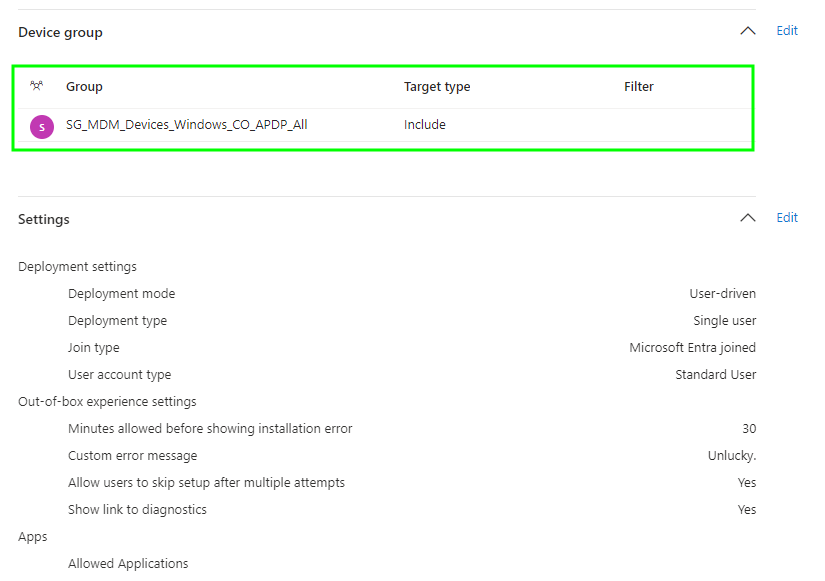 Device group Edit
Group Target type Filter
S SG_MDM_Devices_Windows_CO_APDP_All Include
Settings Edit
Deployment settings
Deployment mode User-driven
Deployment type Single user
Join type Microsoft Entra joined
User account type Standard User
Out-of-box experience settings
Minutes allowed before showing installation error 30
Custom error message Unlucky.
Allow users to skip setup after multiple attempts Yes
Show link to diagnostics Yes
Apps
Allowed Applications